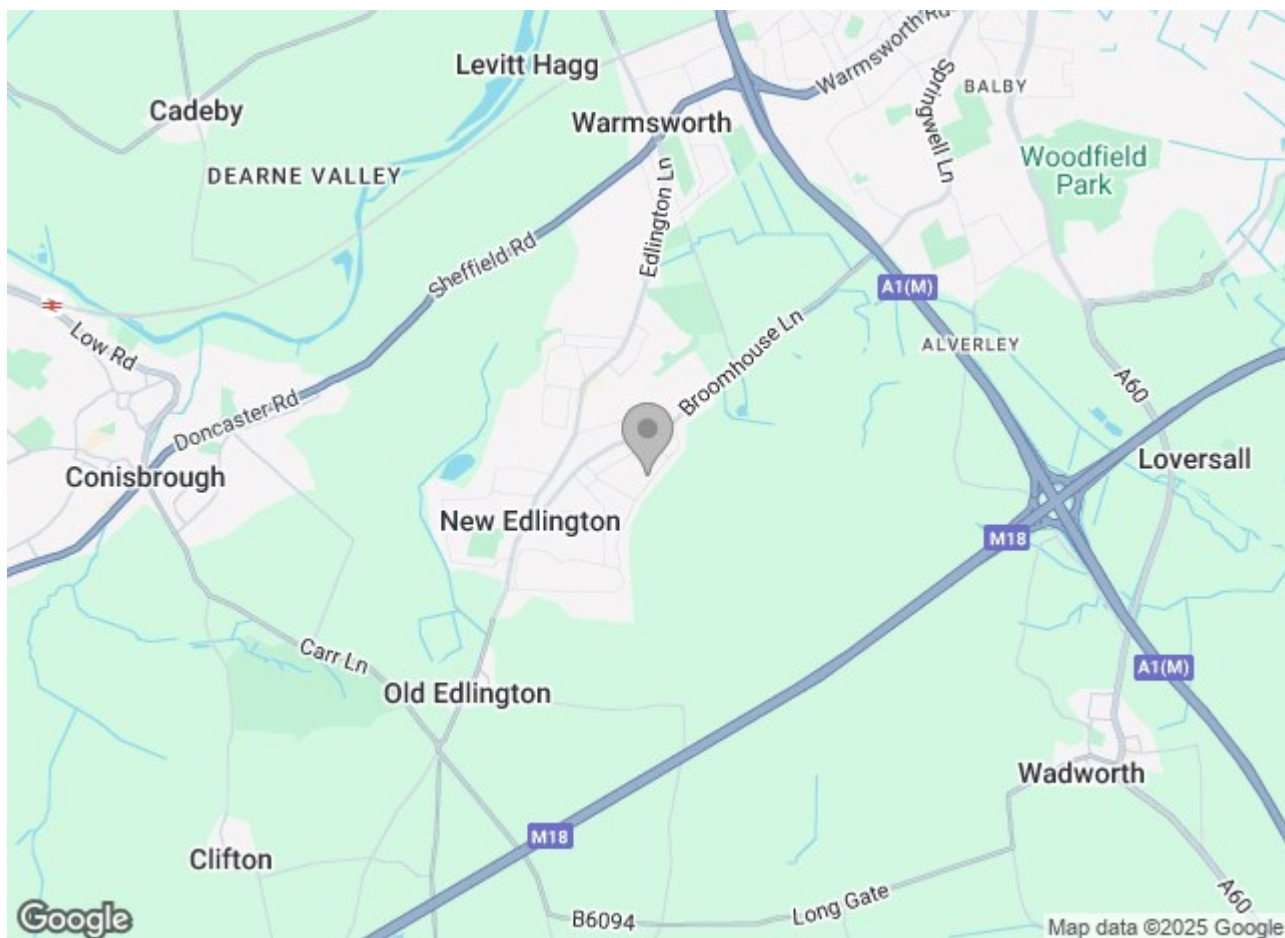 Levitt Hagg
Warmsworth Rd
Springwell Ln
BALBY
Cadeby
Warmsworth
Woodfield
Park
DEARNE VALLEY
Edlington Ln
Sheffield Rd
A1(M)
Low Rd
Broomhouse Ln
ALVERLEY
A60
Doncaster Rd
Conisbrough
Loversall
New Edlington
M18
Carr Ln
A1(M)
Old Edlington
Wadworth
M18
Clifton
A60
Long Gate
B6094
Google
Map data ©2025 Google